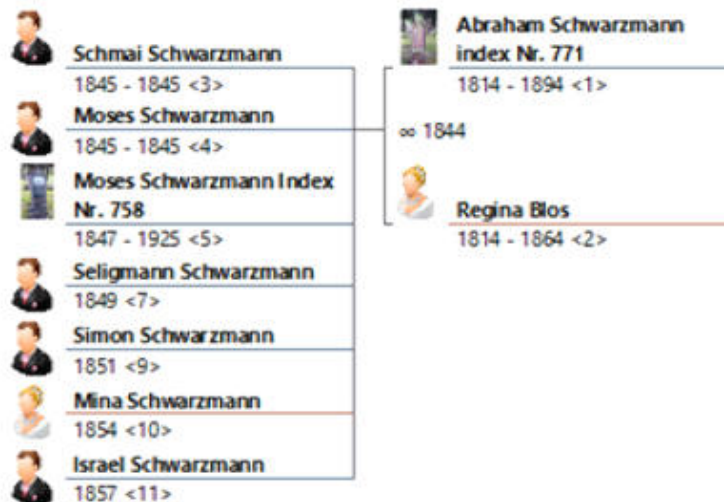 Schmai Schwarzmann
1845 - 1845 <3>
Moses Schwarzmann
1845 - 1845 <4>
Moses Schwarzmann Index
Nr. 758
1847 - 1925 <5>
Seligmann Schwarzmann
1849 <7>
Simon Schwarzmann
1851 <9>
Mina Schwarzmann
1854 <10>
Israel Schwarzmann
1857 <11>
Abraham Schwarzmann
index Nr. 771
1814 - 1894 <1>
∞ 1844
Regina Blos
1814 - 1864 <2>